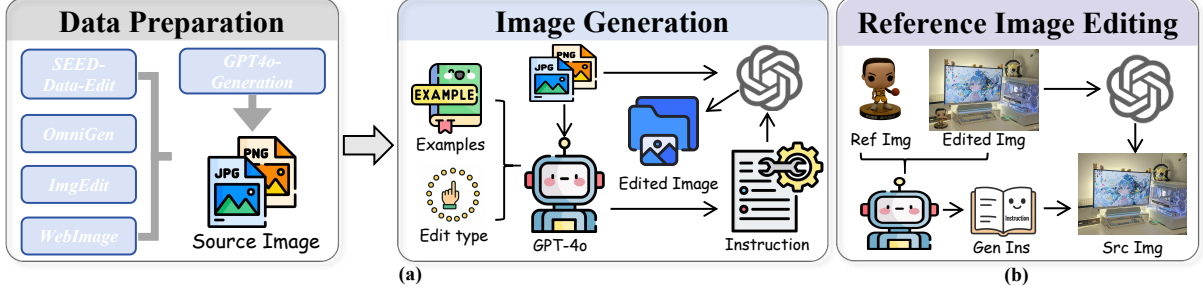 Data Preparation
SEED-
Data-Edit
GPT4o-
Generation
OmniGen
ImgEdit
WebImage
PNG
JPG
Source Image
Image Generation
EXAMPLE
Examples
Edit type
PNG
JPG
GPT-4o
Edited Image
Instruction
(a)
Reference Image Editing
Ref Img
Edited Img
Instruction
Gen Ins
Src Img
(b)